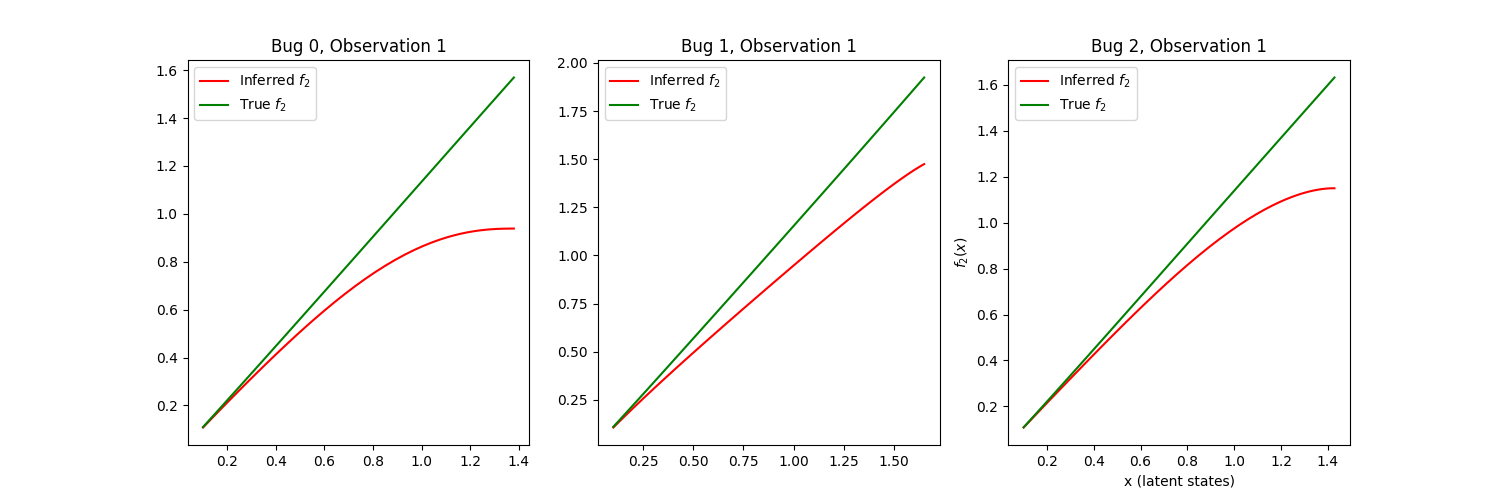 Bug 0, Observation 1
Inferred f₂
True f₂
1.6
1.4
1.2
1.0
0.8
0.6
0.4
0.2
0.2 0.4 0.6 0.8 1.0 1.2 1.4
Bug 1, Observation 1
Inferred f₂
True f₂
2.00
1.75
1.50
1.25
1.00
0.75
0.50
0.25
0.25 0.50 0.75 1.00 1.25 1.50
Bug 2, Observation 1
Inferred f₂
True f₂
f₂(x)
1.6
1.4
1.2
1.0
0.8
0.6
0.4
0.2
0.2 0.4 0.6 0.8 1.0 1.2 1.4
x (latent states)